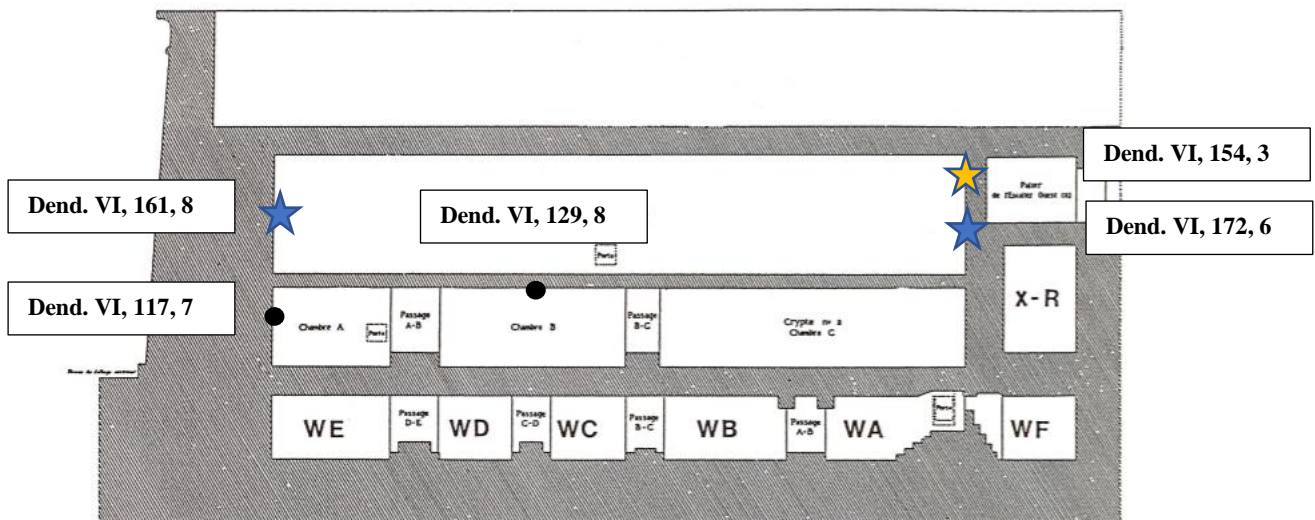 Dend. VI, 154, 3
Palier
de l'Escalier Ouest (X)
Dend. VI, 161, 8
Dend. VI, 129, 8
Dend. VI, 172, 6
Porte
Dend. VI, 117, 7
Chambre A
Porte
Passage
A-B
Chambre B
Passage
B-C
Crypte n° 2
Chambre C
X-R
WE
Passage
D-E
WD
Passage
C-D
WC
Passage
B-C
WB
Passage
A-B
WA
Porte
WF